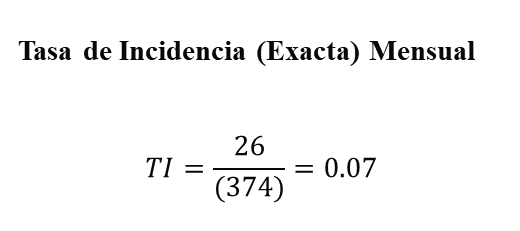 Tasa de Incidencia (Exacta) Mensual
TI = 26/(374) = 0.07